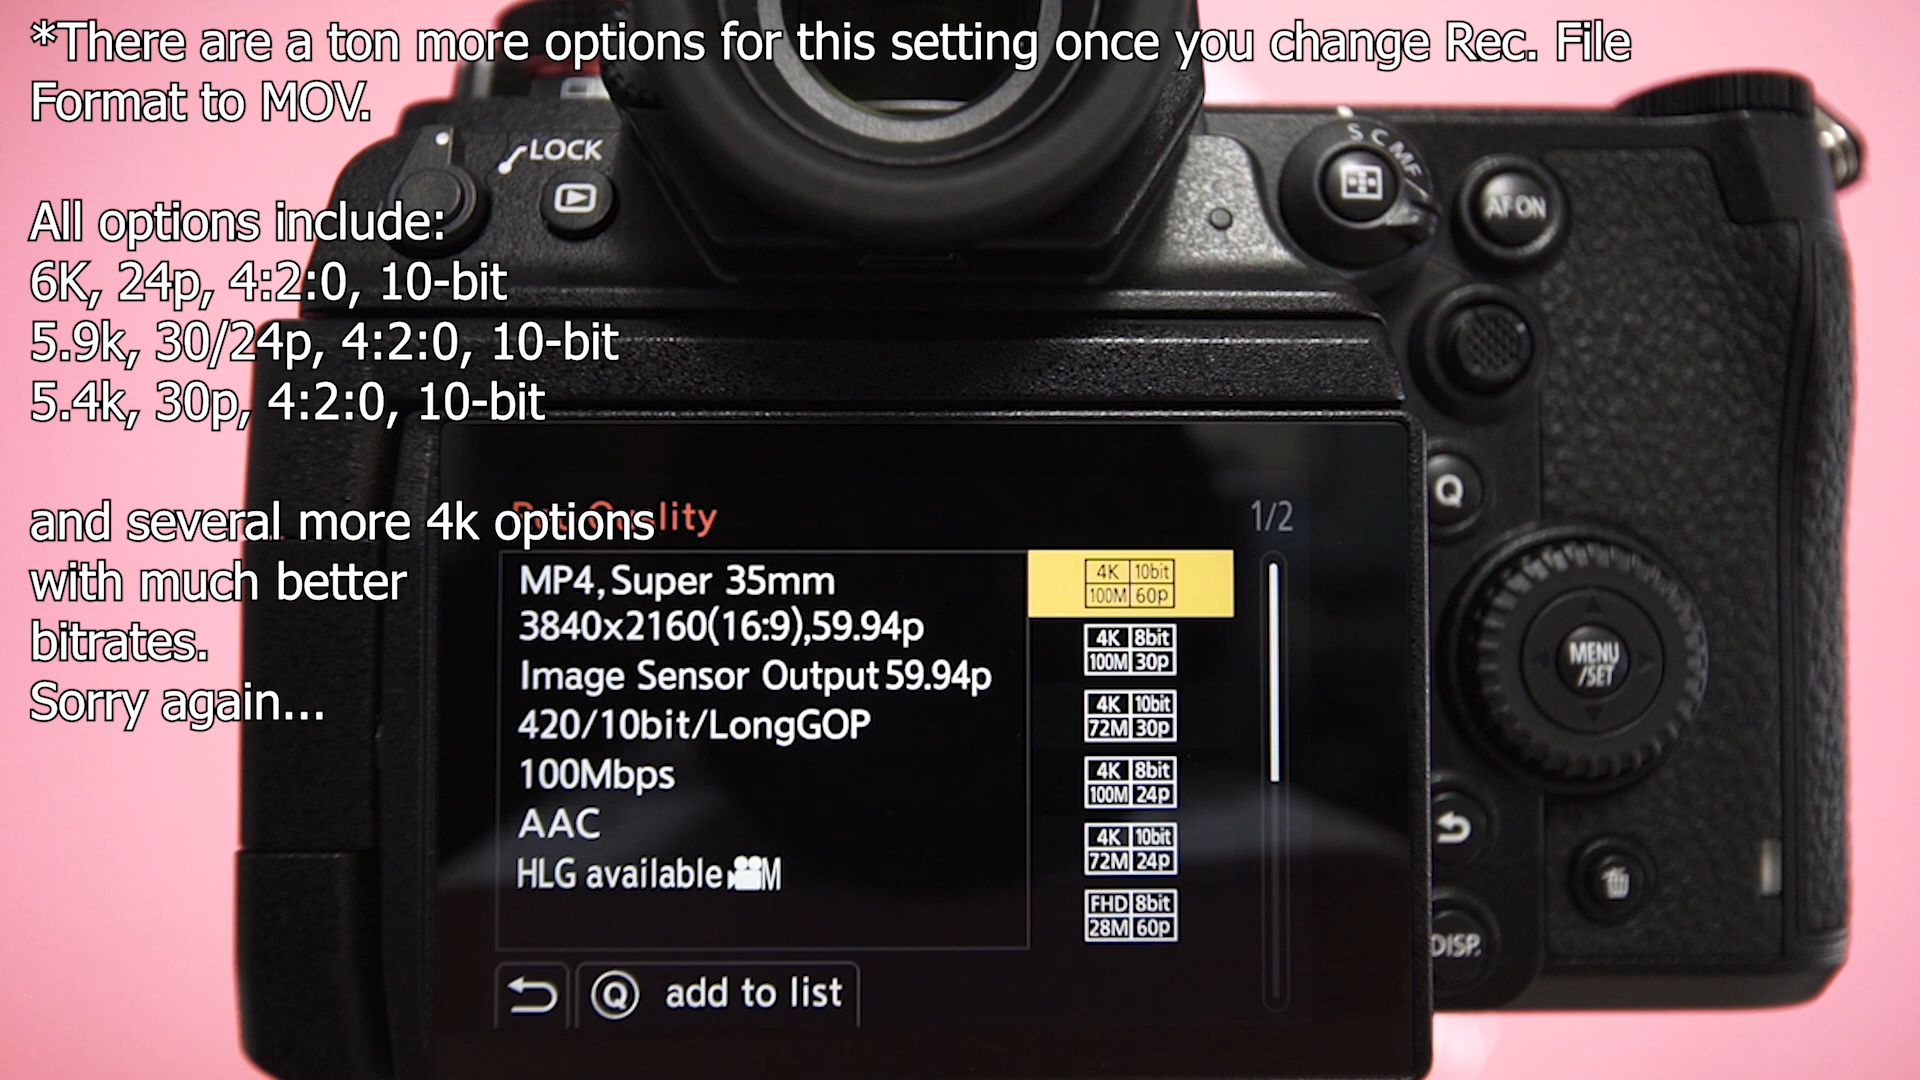 *There are a ton more options for this setting once you change Rec. File
Format to MOV.
All options include:
6K, 24p, 4:2:0, 10-bit
5.9k, 30/24p, 4:2:0, 10-bit
5.4k, 30p, 4:2:0, 10-bit
and several more 4k options
with much better
bitrates.
Sorry again...
LOCK
S C MF
AF ON
Q
MENU
/SET
DISP.
Rec Quality
1/2
MP4,Super 35mm
3840x2160(16:9),59.94p
Image Sensor Output 59.94p
420/10bit/LongGOP
100Mbps
AAC
HLG available M
4K 10bit
100M 60p
4K 8bit
100M 30p
4K 10bit
72M 30p
4K 8bit
100M 24p
4K 10bit
72M 24p
FHD 8bit
28M 60p
Q add to list